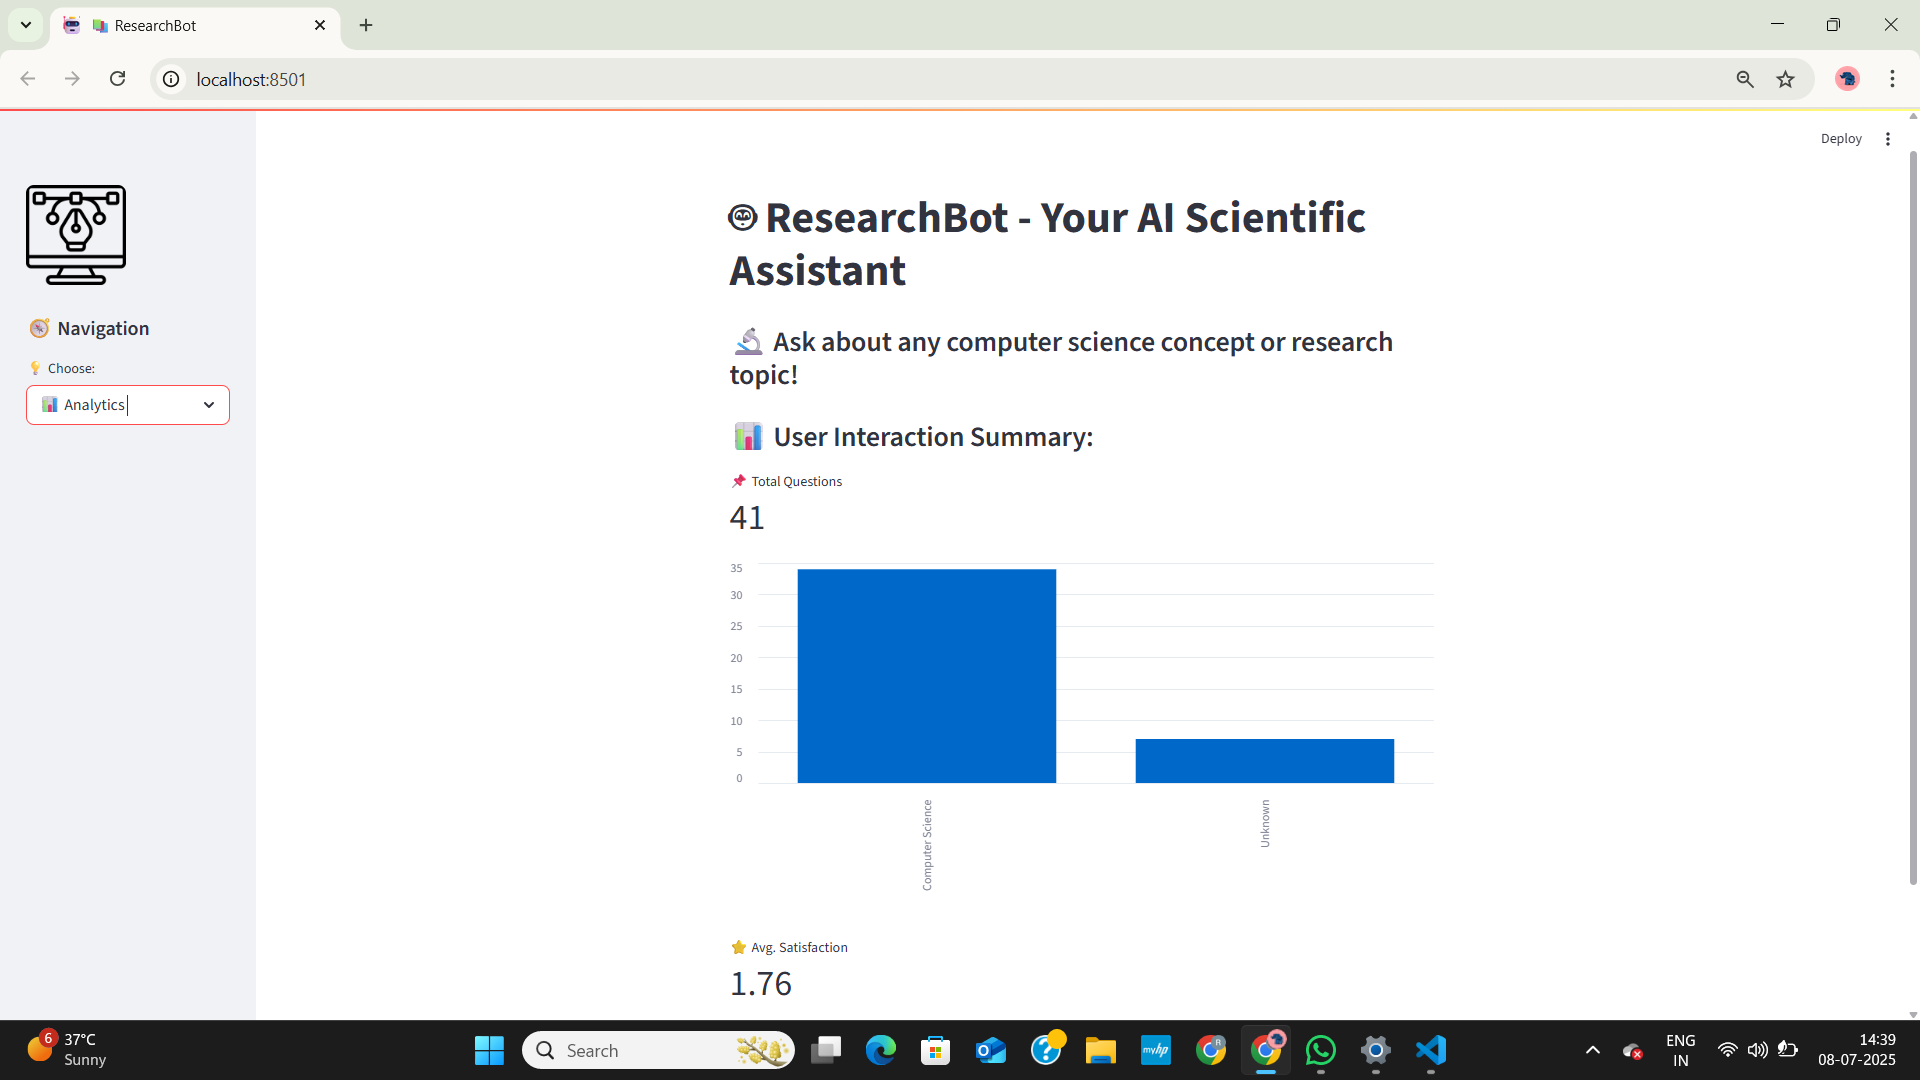 ResearchBot
localhost:8501
Deploy
ResearchBot - Your AI Scientific
Assistant
Navigation
Choose:
Analytics
Ask about any computer science concept or research
topic!
User Interaction Summary:
Total Questions
41
35
30
25
20
15
10
5
0
Computer Science
Unknown
Avg. Satisfaction
1.76
6
37°C
Sunny
Search
myhp
R
ENG
IN
14:39
08-07-2025